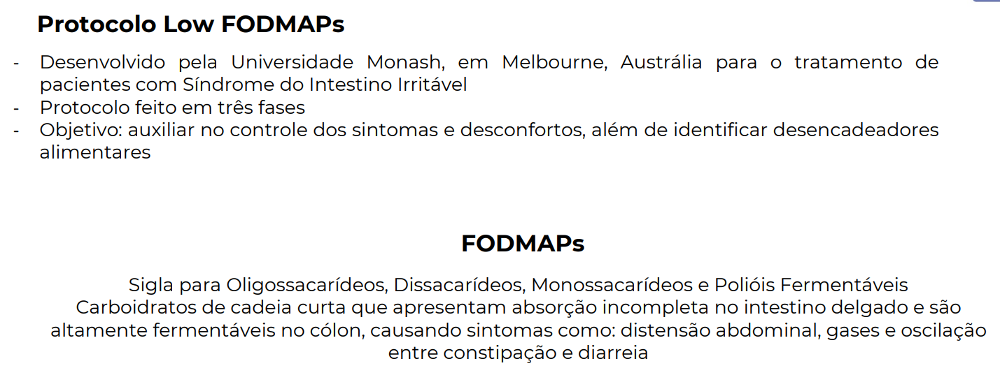 Protocolo Low FODMAPs
- Desenvolvido pela Universidade Monash, em Melbourne, Austrália para o tratamento de
pacientes com Síndrome do Intestino Irritável
- Protocolo feito em três fases
- Objetivo: auxiliar no controle dos sintomas e desconfortos, além de identificar desencadeadores
alimentares
FODMAPs
Sigla para Oligossacarídeos, Dissacarídeos, Monossacarídeos e Polióis Fermentáveis
Carboidratos de cadeia curta que apresentam absorção incompleta no intestino delgado e são
altamente fermentáveis no cólon, causando sintomas como: distensão abdominal, gases e oscilação
entre constipação e diarreia